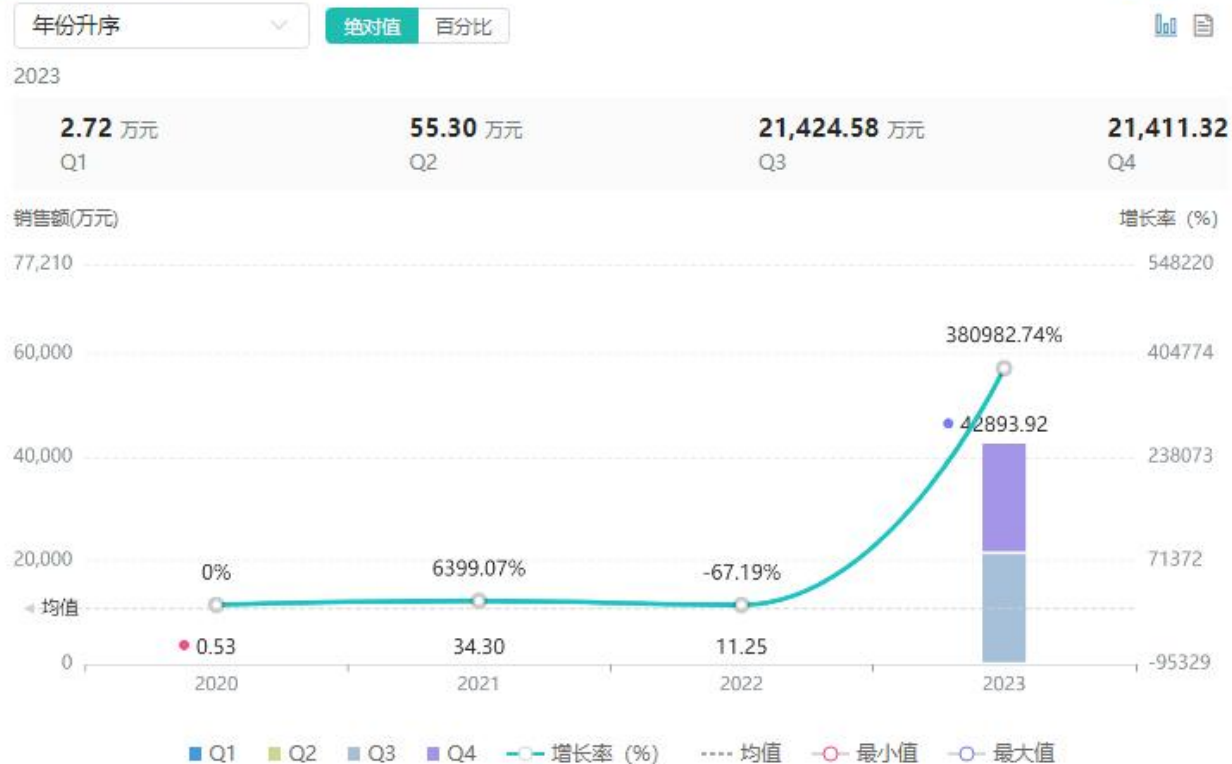 年份升序 绝对值 百分比
2023
2.72 万元 55.30 万元 21,424.58 万元 21,411.32
Q1 Q2 Q3 Q4
销售额(万元) 增长率（%）
77,210 548220
380982.74%
60,000 404774
42893.92
40,000 238073
20,000 71372
0% 6399.07% -67.19%
均值
0.53 34.30 11.25
0 -95329
2020 2021 2022 2023
Q1 Q2 Q3 Q4 增长率（%） 均值 最小值 最大值